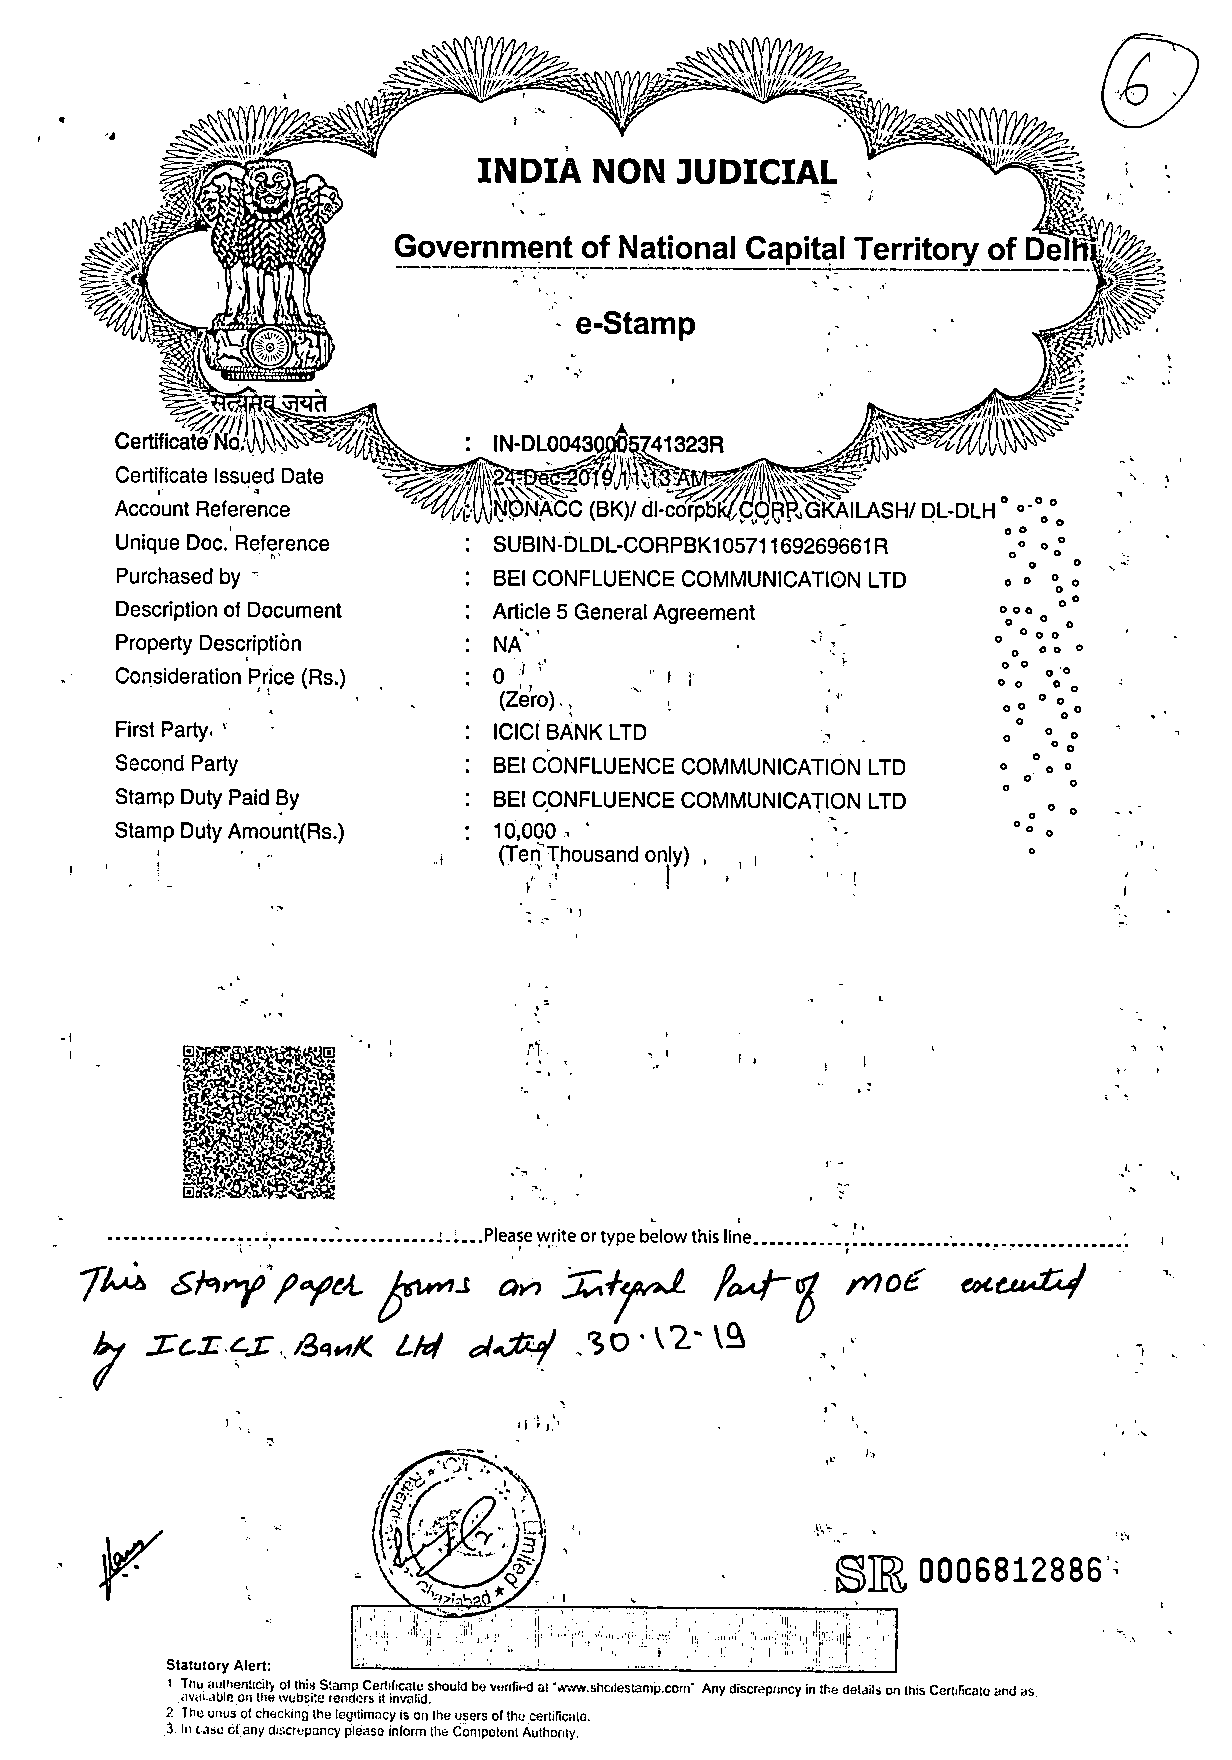 6
INDIA NON JUDICIAL
Government of National Capital Territory of Delhi
e-Stamp
सत्यमेव जयते
Certificate No. : IN-DL00430005741323R
Certificate Issued Date : 24-Dec-2019 11:13 AM
Account Reference : NONACC (BK)/ dl-corpbk/ CORP GKAILASH/ DL-DLH
Unique Doc. Reference : SUBIN-DLDL-CORPBK10571169269661R
Purchased by : BEI CONFLUENCE COMMUNICATION LTD
Description of Document : Article 5 General Agreement
Property Description : NA
Consideration Price (Rs.) : 0
(Zero)
First Party : ICICI BANK LTD
Second Party : BEI CONFLUENCE COMMUNICATION LTD
Stamp Duty Paid By : BEI CONFLUENCE COMMUNICATION LTD
Stamp Duty Amount(Rs.) : 10,000
(Ten Thousand only)
Please write or type below this line
This Stamp paper forms an Integral Part of MOE executed
by ICICI Bank Ltd dated 30.12.19
Limited
Ghaziabad
SR 0006812886
Statutory Alert:
1 The authenticity of this Stamp Certificate should be verified at "www.shcilestamp.com" Any discrepancy in the details on this Certificate and as
available on the website renders it invalid.
2 The onus of checking the legitimacy is on the users of the certificate.
3. In case of any discrepancy please inform the Competent Authority.